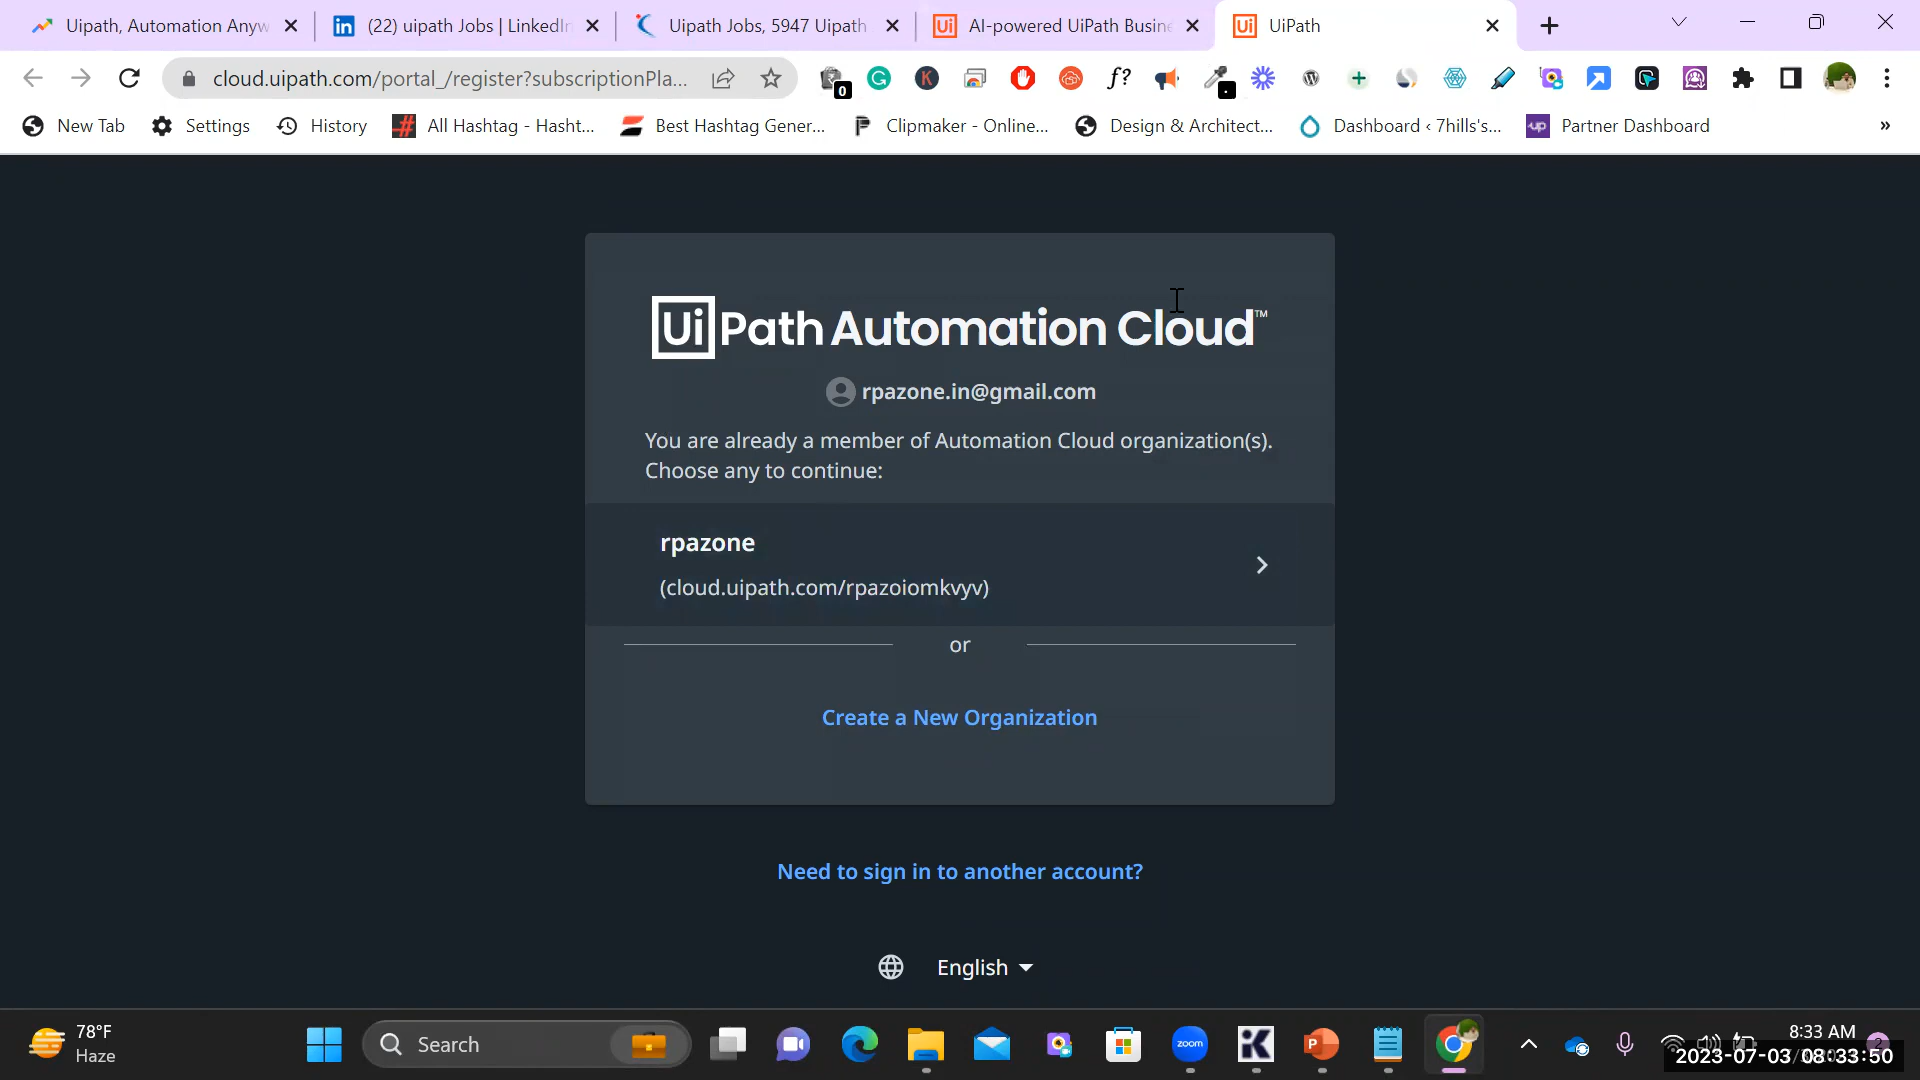 Uipath, Automation Anyw
(22) uipath Jobs | LinkedIn
Uipath Jobs, 5947 Uipath
AI-powered UiPath Busine
UiPath
cloud.uipath.com/portal_/register?subscriptionPla...
0
New Tab
Settings
History
All Hashtag - Hasht...
Best Hashtag Gener...
Clipmaker - Online...
Design & Architect...
Dashboard ‹ 7hills's...
Partner Dashboard
UiPath Automation Cloud™
rpazone.in@gmail.com
You are already a member of Automation Cloud organization(s).
Choose any to continue:
rpazone
(cloud.uipath.com/rpazoiomkvyv)
or
Create a New Organization
Need to sign in to another account?
English
78°F
Haze
Search
zoom
8:33 AM
2023-07-03 08:33:50
2